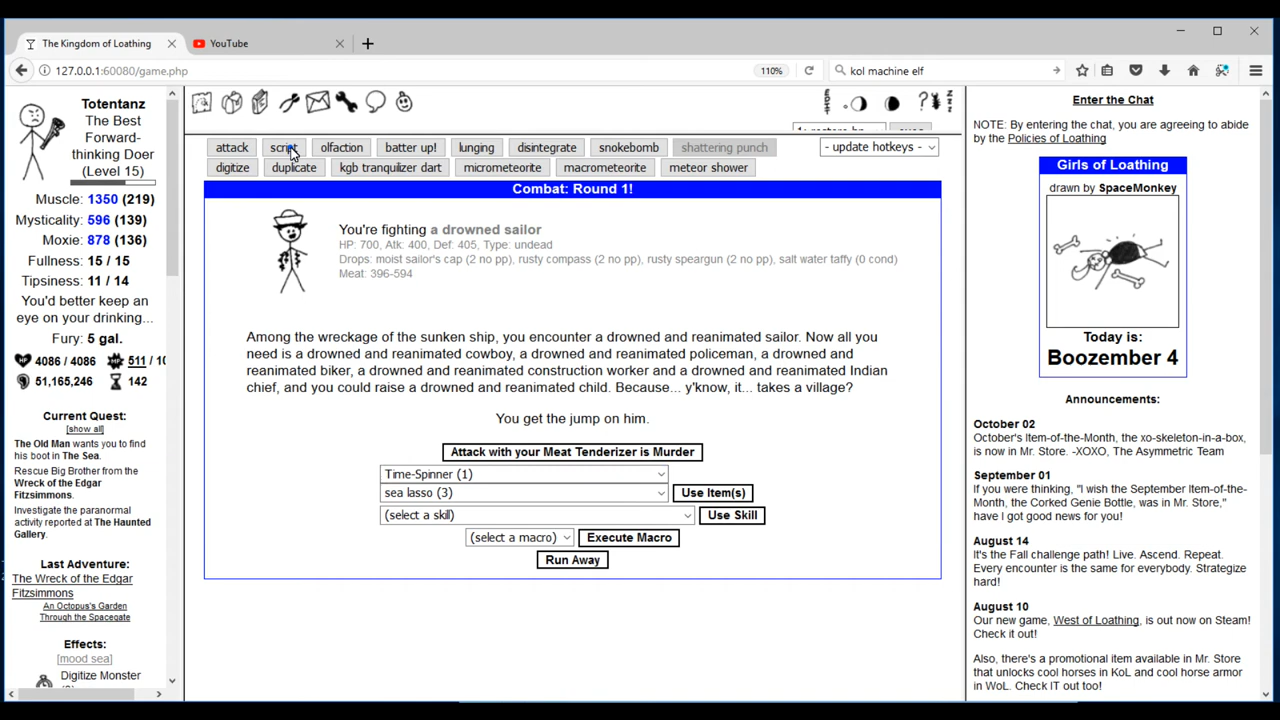 The Kingdom of Loathing
YouTube
127.0.0.1:60080/game.php
110%
kol machine elf
Totentanz
The Best
Forward-
thinking Doer
(Level 15)
Muscle: 1350 (219)
Mysticality: 596 (139)
Moxie: 878 (136)
Fullness: 15 / 15
Tipsiness: 11 / 14
You'd better keep an
eye on your drinking...
Fury: 5 gal.
4086 / 4086 511 / 10
51,165,246 142
Current Quest:
[show all]
The Old Man wants you to find
his boot in The Sea.
Rescue Big Brother from the
Wreck of the Edgar
Fitzsimmons.
Investigate the paranormal
activity reported at The Haunted
Gallery.
Last Adventure:
The Wreck of the Edgar
Fitzsimmons
An Octopus's Garden
Through the Spacegate
Effects:
[mood sea]
Digitize Monster
attack script olfaction batter up! lunging disintegrate snokebomb shattering punch - update hotkeys -
digitize duplicate kgb tranquilizer dart micrometeorite macrometeorite meteor shower
Combat: Round 1!
You're fighting a drowned sailor
HP: 700, Atk: 400, Def: 405, Type: undead
Drops: moist sailor's cap (2 no pp), rusty compass (2 no pp), rusty speargun (2 no pp), salt water taffy (0 cond)
Meat: 396-594
Among the wreckage of the sunken ship, you encounter a drowned and reanimated sailor. Now all you
need is a drowned and reanimated cowboy, a drowned and reanimated policeman, a drowned and
reanimated biker, a drowned and reanimated construction worker and a drowned and reanimated Indian
chief, and you could raise a drowned and reanimated child. Because... y'know, it... takes a village?
You get the jump on him.
Attack with your Meat Tenderizer is Murder
Time-Spinner (1)
sea lasso (3) Use Item(s)
(select a skill) Use Skill
(select a macro) Execute Macro
Run Away
Enter the Chat
NOTE: By entering the chat, you are agreeing to abide
by the Policies of Loathing
Girls of Loathing
drawn by SpaceMonkey
Today is:
Boozember 4
Announcements:
October 02
October's Item-of-the-Month, the xo-skeleton-in-a-box,
is now in Mr. Store. -XOXO, The Asymmetric Team
September 01
If you were thinking, "I wish the September Item-of-the-
Month, the Corked Genie Bottle, was in Mr. Store,"
have I got good news for you!
August 14
It's the Fall challenge path! Live. Ascend. Repeat.
Every encounter is the same for everybody. Strategize
hard!
August 10
Our new game, West of Loathing, is out now on Steam!
Check it out!
Also, there's a promotional item available in Mr. Store
that unlocks cool horses in KoL and cool horse armor
in WoL. Check IT out too!